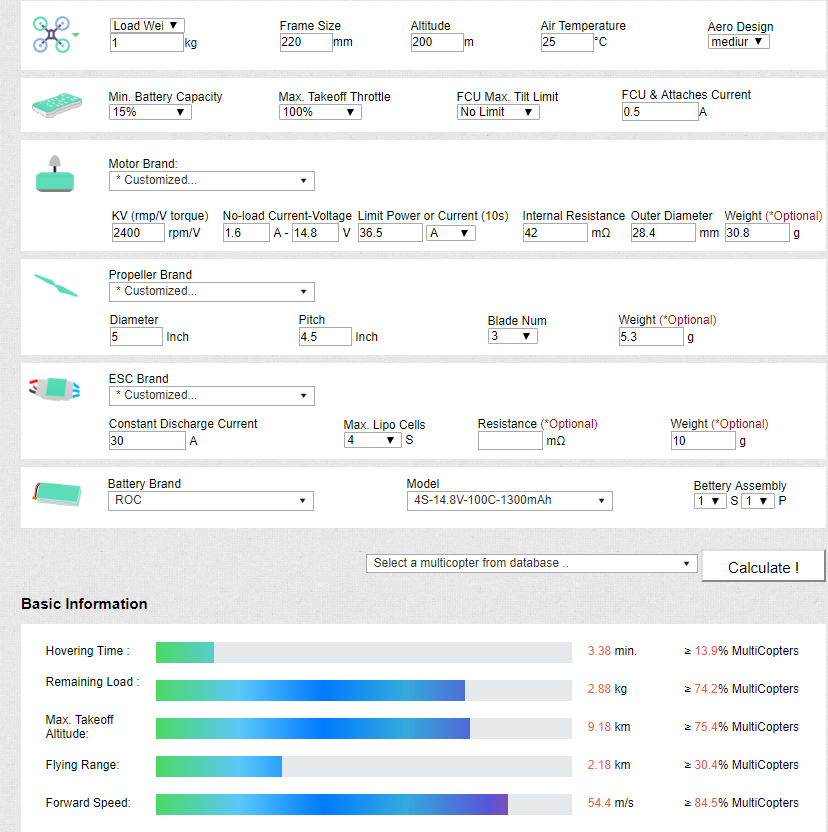 Load Wei ▼ Frame Size Altitude Air Temperature Aero Design
1 kg 220 mm 200 m 25 °C mediur ▼
Min. Battery Capacity Max. Takeoff Throttle FCU Max. Tilt Limit FCU & Attaches Current
15% ▼ 100% ▼ No Limit ▼ 0.5 A
Motor Brand:
* Customized... ▼
KV (rmp/V torque) No-load Current-Voltage Limit Power or Current (10s) Internal Resistance Outer Diameter Weight (*Optional)
2400 rpm/V 1.6 A - 14.8 V 36.5 A ▼ 42 mΩ 28.4 mm 30.8 g
Propeller Brand
* Customized... ▼
Diameter Pitch Blade Num Weight (*Optional)
5 Inch 4.5 Inch 3 ▼ 5.3 g
ESC Brand
* Customized... ▼
Constant Discharge Current Max. Lipo Cells Resistance (*Optional) Weight (*Optional)
30 A 4 ▼ S mΩ 10 g
Battery Brand Model Bettery Assembly
ROC ▼ 4S-14.8V-100C-1300mAh ▼ 1 ▼ S 1 ▼ P
Select a multicopter from database .. ▼ Calculate !
Basic Information
Hovering Time : 3.38 min. ≥ 13.9% MultiCopters
Remaining Load : 2.88 kg ≥ 74.2% MultiCopters
Max. Takeoff
Altitude: 9.18 km ≥ 75.4% MultiCopters
Flying Range: 2.18 km ≥ 30.4% MultiCopters
Forward Speed: 54.4 m/s ≥ 84.5% MultiCopters